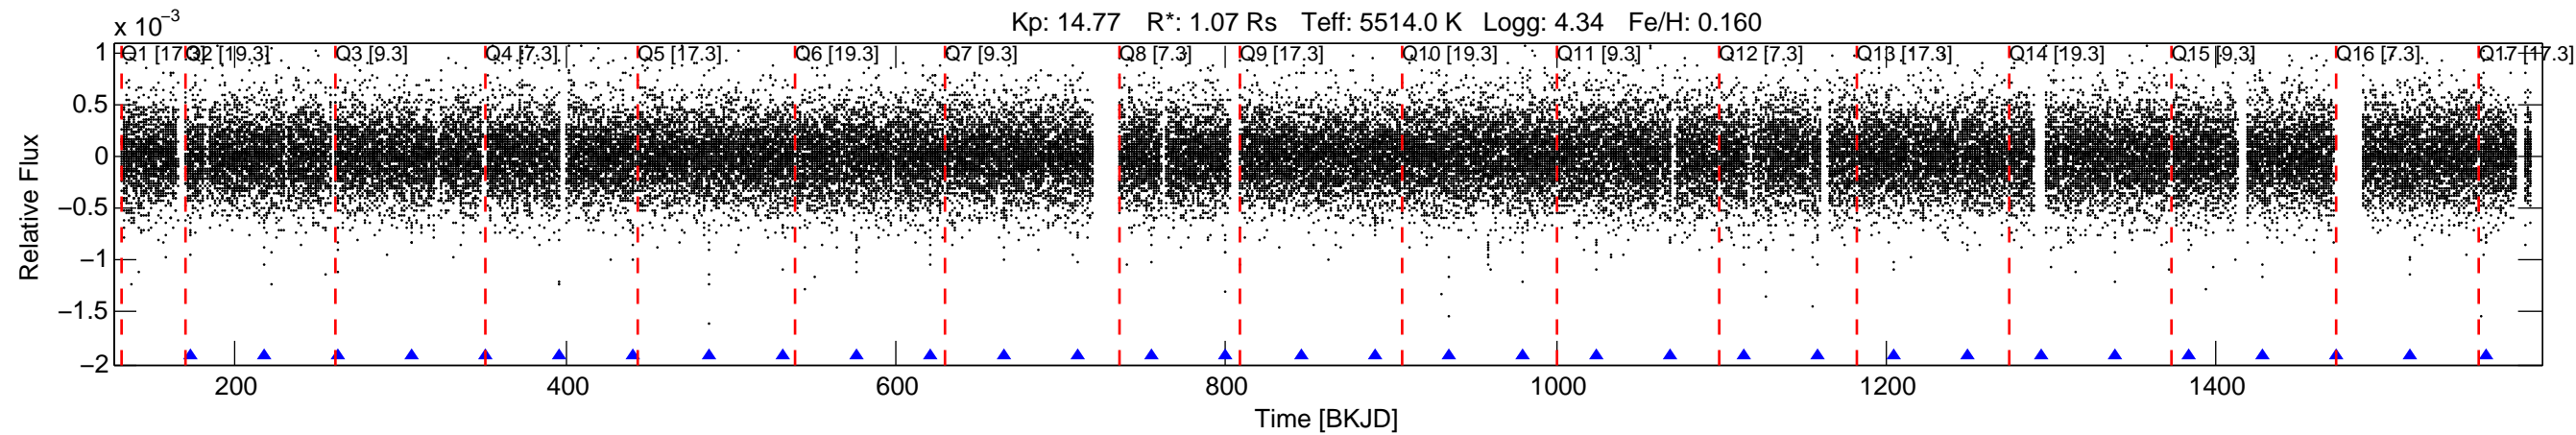 Kp: 14.77 R*: 1.07 Rs Teff: 5514.0 K Logg: 4.34 Fe/H: 0.160
x 10⁻³
Q1 [17.3] Q2 [19.3] Q3 [9.3] Q4 [7.3] Q5 [17.3] Q6 [19.3] Q7 [9.3] Q8 [7.3] Q9 [17.3] Q10 [19.3] Q11 [9.3] Q12 [7.3] Q13 [17.3] Q14 [19.3] Q15 [9.3] Q16 [7.3] Q17 [17.3]
1
0.5
0
−0.5
−1
−1.5
−2
Relative Flux
200 400 600 800 1000 1200 1400
Time [BKJD]